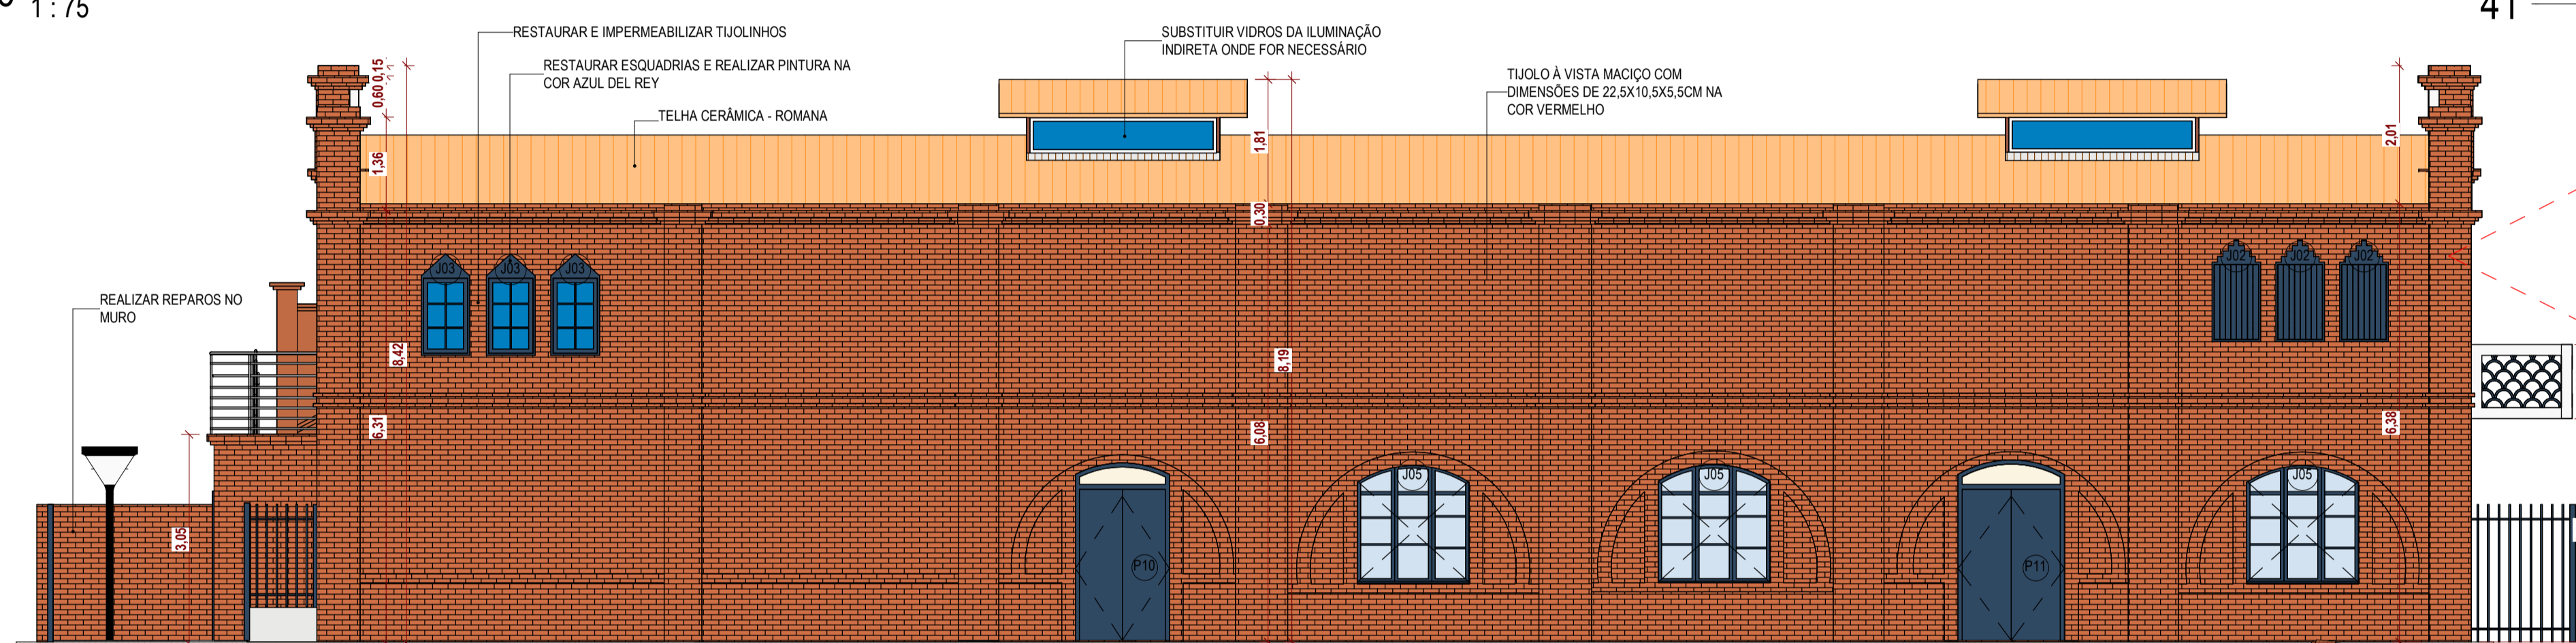 1 : 75
41
RESTAURAR E IMPERMEABILIZAR TIJOLINHOS
RESTAURAR ESQUADRIAS E REALIZAR PINTURA NA
COR AZUL DEL REY
TELHA CERÂMICA - ROMANA
SUBSTITUIR VIDROS DA ILUMINAÇÃO
INDIRETA ONDE FOR NECESSÁRIO
TIJOLO À VISTA MACIÇO COM
DIMENSÕES DE 22,5X10,5X5,5CM NA
COR VERMELHO
REALIZAR REPAROS NO
MURO
0,15
0,60
1,36
8,42
6,31
3,05
1,81
0,30
8,19
6,08
2,01
6,38
J03
J03
J03
J02
J02
J02
J05
J05
J05
P10
P11